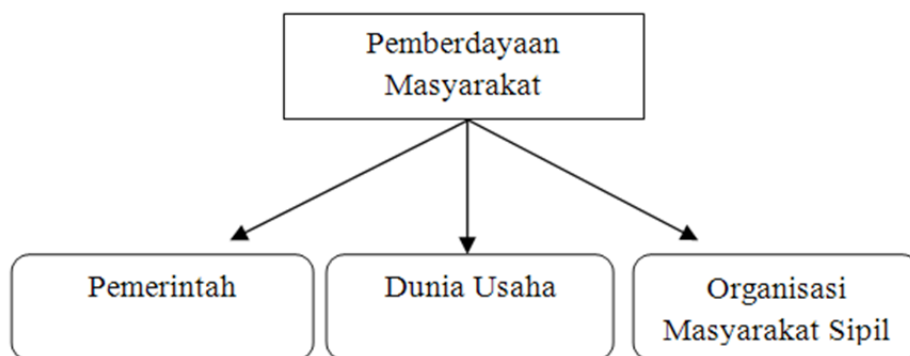 Pemberdayaan
Masyarakat
Pemerintah
Dunia Usaha
Organisasi
Masyarakat Sipil